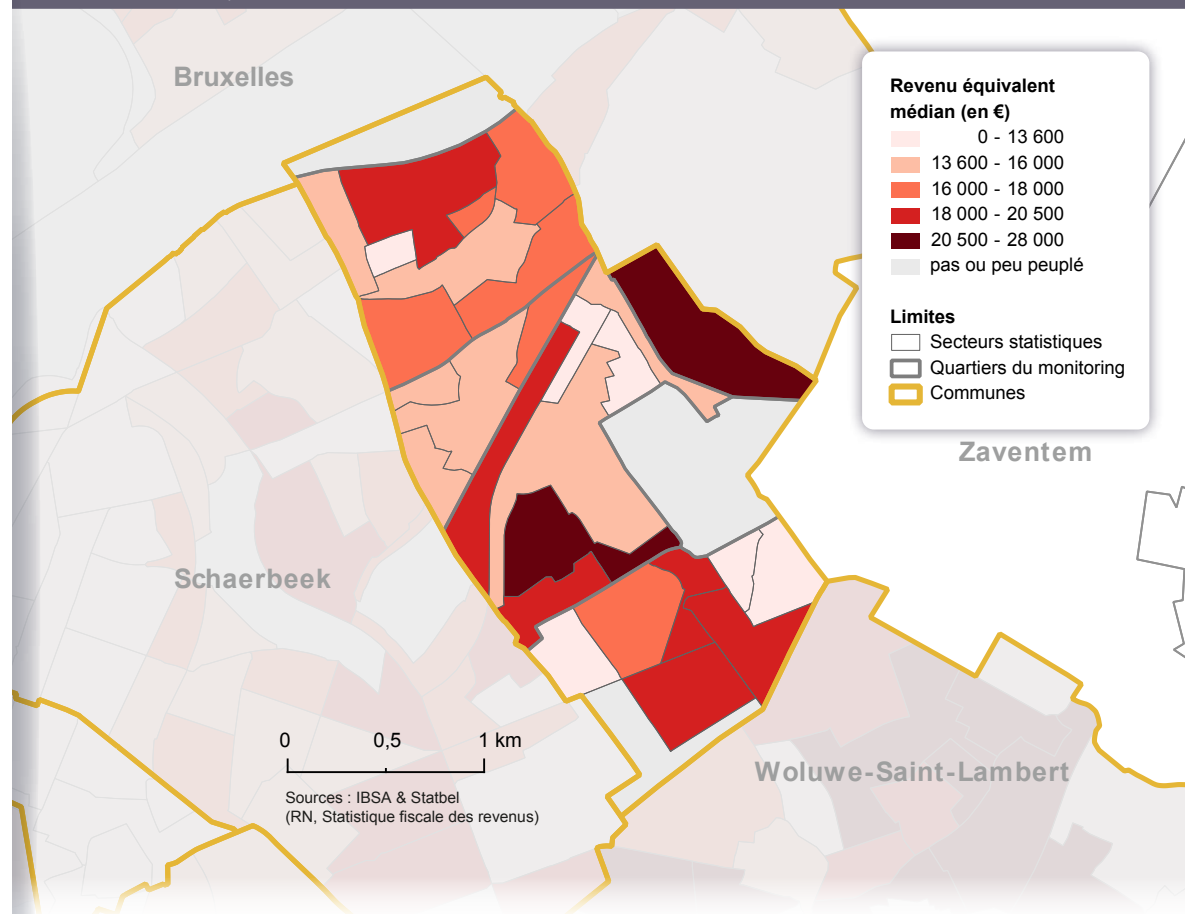 Bruxelles
Revenu équivalent
médian (en €)
0 - 13 600
13 600 - 16 000
16 000 - 18 000
18 000 - 20 500
20 500 - 28 000
pas ou peu peuplé
Limites
Secteurs statistiques
Quartiers du monitoring
Communes
Zaventem
Schaerbeek
0 0,5 1 km
Woluwe-Saint-Lambert
Sources : IBSA & Statbel
(RN, Statistique fiscale des revenus)